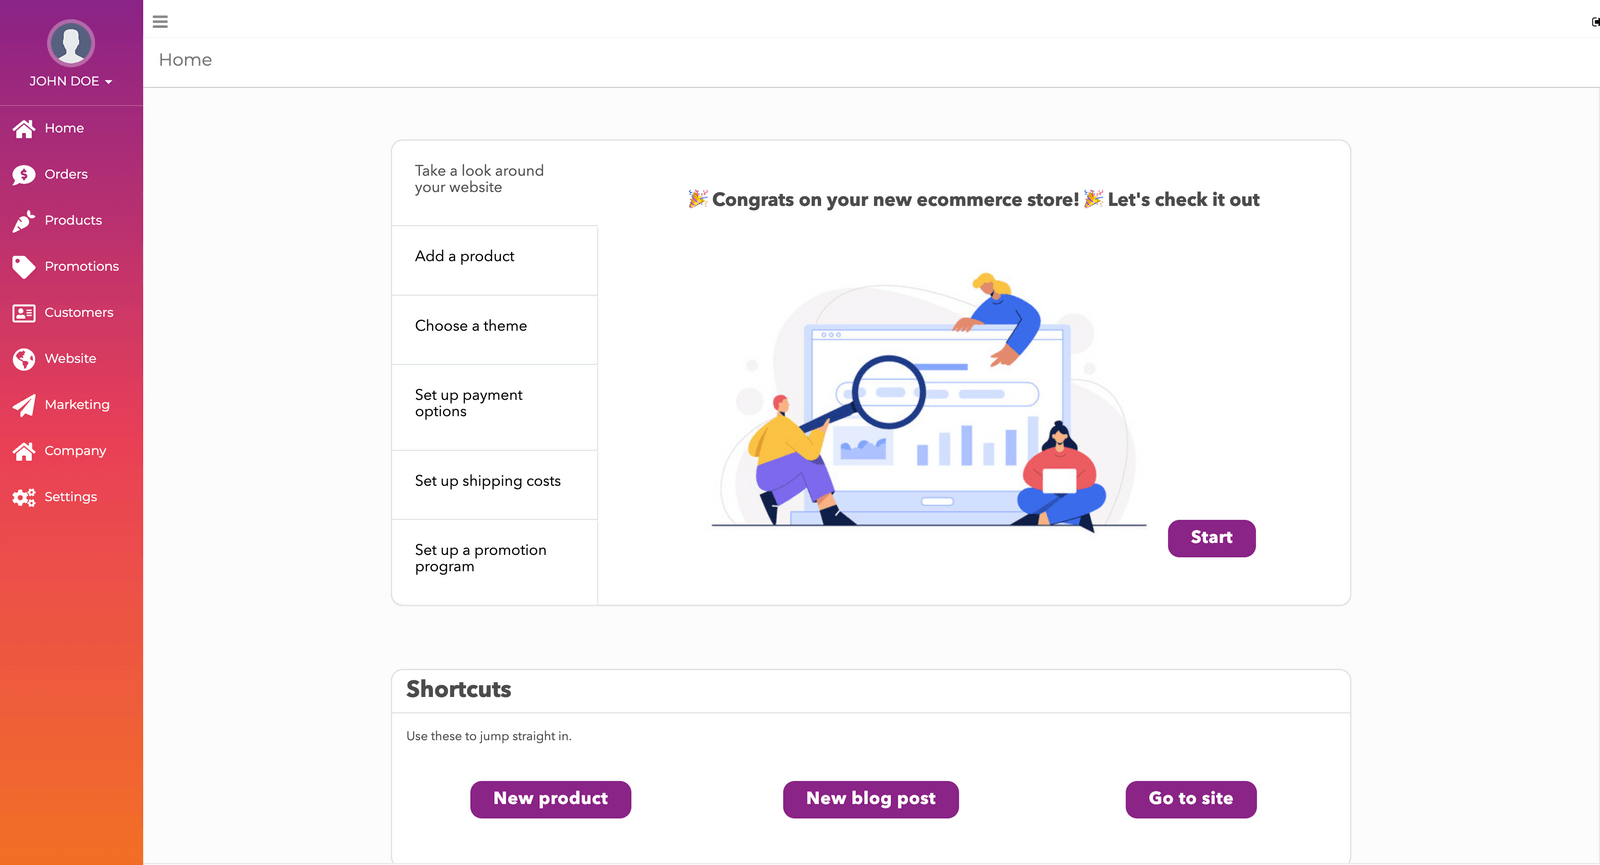 JOHN DOE
Home
Orders
Products
Promotions
Customers
Website
Marketing
Company
Settings
Home
Take a look around
your website
Add a product
Choose a theme
Set up payment
options
Set up shipping costs
Set up a promotion
program
🎉 Congrats on your new ecommerce store! 🎉 Let's check it out
Start
Shortcuts
Use these to jump straight in.
New product
New blog post
Go to site